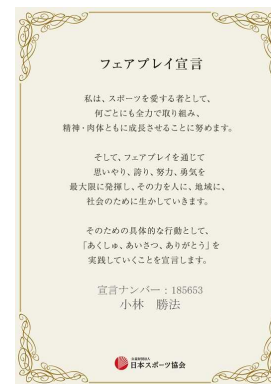 フェアプレイ宣言
私は、スポーツを愛する者として、
何ごとにも全力で取り組み、
精神・肉体ともに成長させることに努めます。
そして、フェアプレイを通じて
思いやり、誇り、努力、勇気を
最大限に発揮し、その力を人に、地域に、
社会のために生かしていきます。
そのための具体的な行動として、
「あくしゅ、あいさつ、ありがとう」を
実践していくことを宣言します。
宣言ナンバー：185653
小林　勝法
公益財団法人
日本スポーツ協会